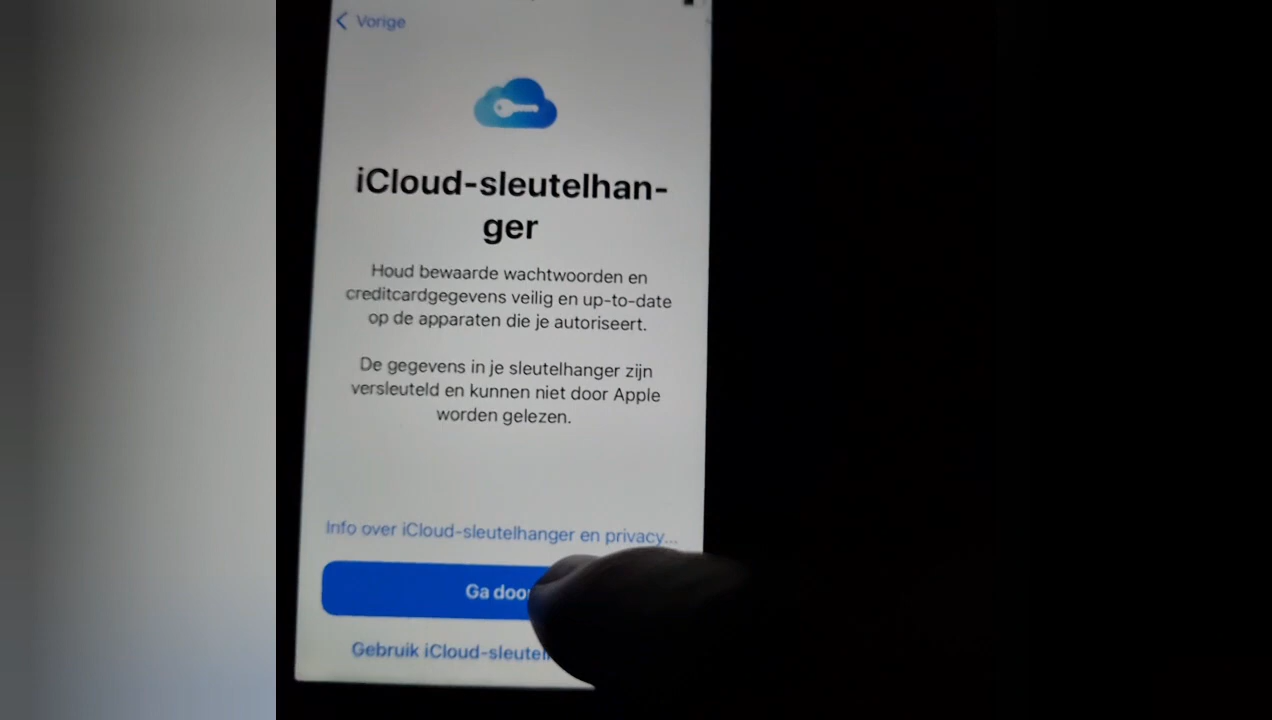 Vorige
iCloud-sleutelhan-
ger
Houd bewaarde wachtwoorden en
creditcardgegevens veilig en up-to-date
op de apparaten die je autoriseert.
De gegevens in je sleutelhanger zijn
versleuteld en kunnen niet door Apple
worden gelezen.
Info over iCloud-sleutelhanger en privacy...
Ga door
Gebruik